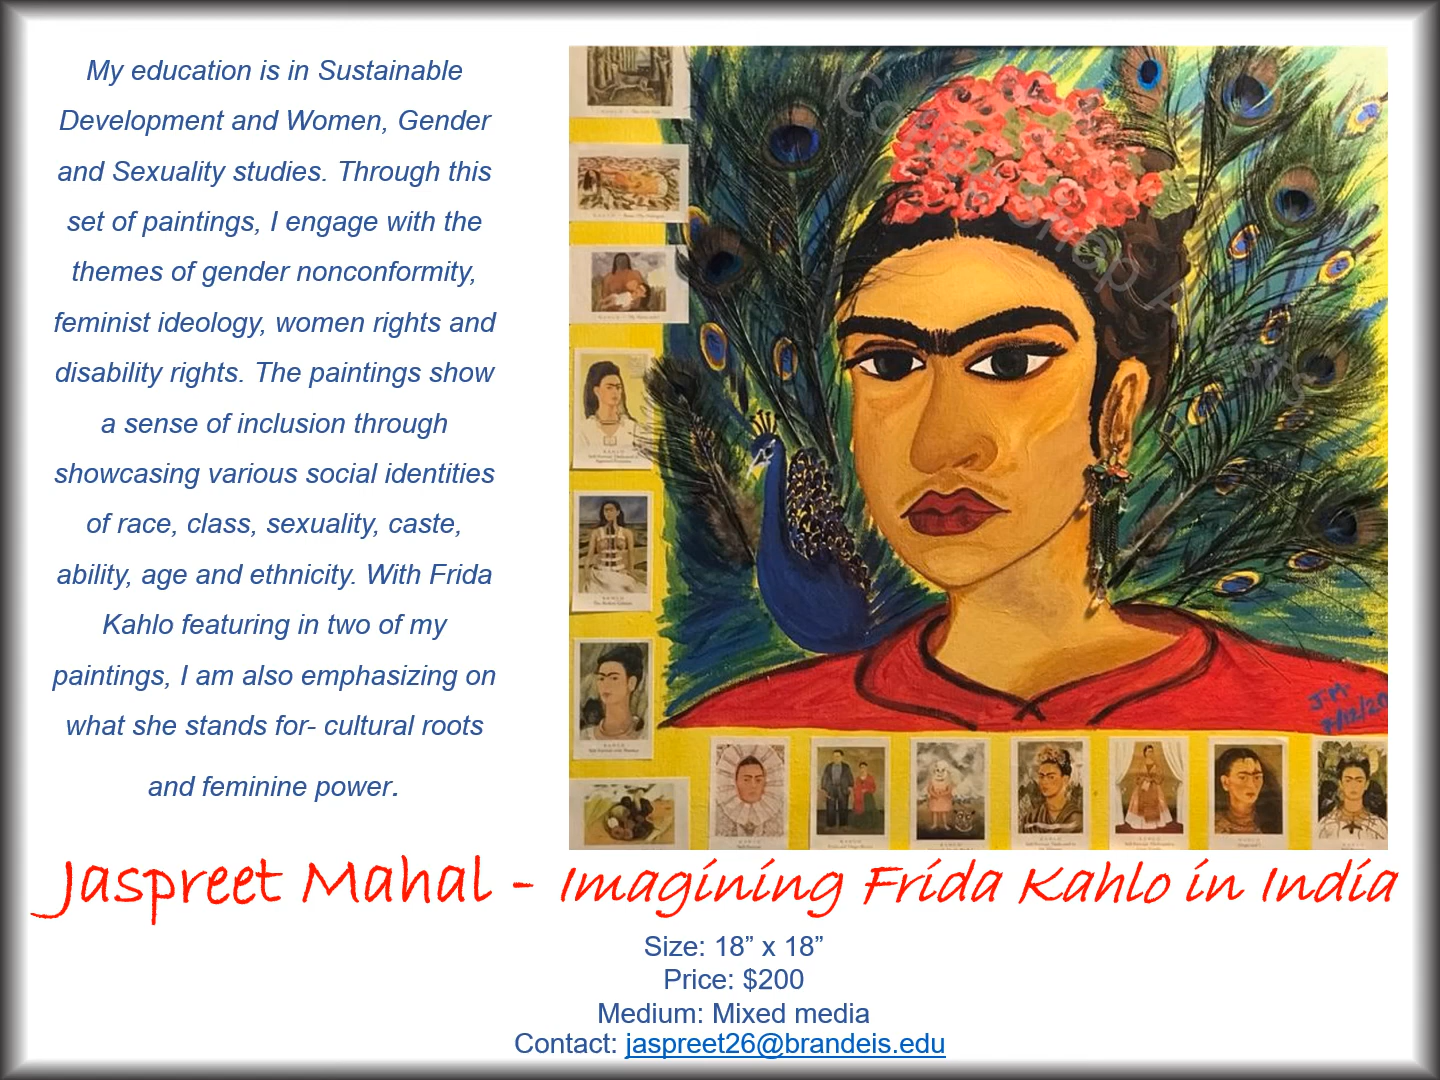 My education is in Sustainable
Development and Women, Gender
and Sexuality studies. Through this
set of paintings, I engage with the
themes of gender nonconformity,
feminist ideology, women rights and
disability rights. The paintings show
a sense of inclusion through
showcasing various social identities
of race, class, sexuality, caste,
ability, age and ethnicity. With Frida
Kahlo featuring in two of my
paintings, I am also emphasizing on
what she stands for- cultural roots
and feminine power.
J.M.
7/12/20
Jaspreet Mahal - Imagining Frida Kahlo in India
Size: 18” x 18”
Price: $200
Medium: Mixed media
Contact: jaspreet26@brandeis.edu